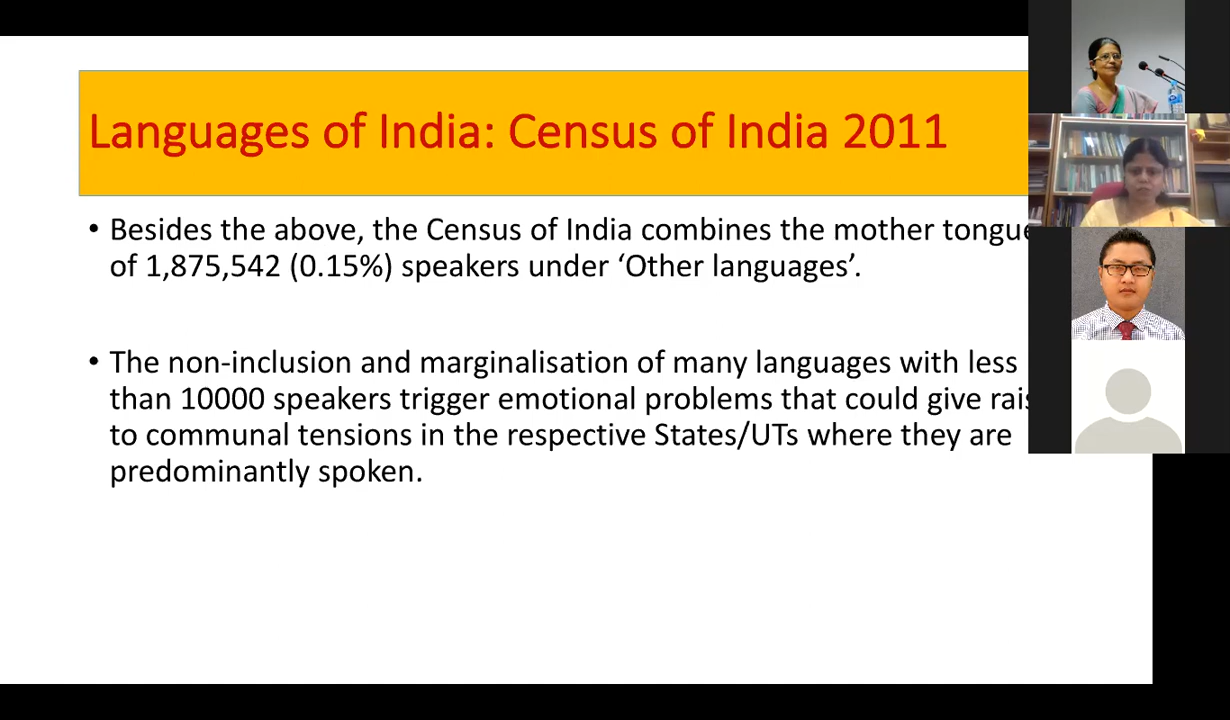 Languages of India: Census of India 2011
• Besides the above, the Census of India combines the mother tongue
of 1,875,542 (0.15%) speakers under ‘Other languages’.
• The non-inclusion and marginalisation of many languages with less
than 10000 speakers trigger emotional problems that could give rais
to communal tensions in the respective States/UTs where they are
predominantly spoken.